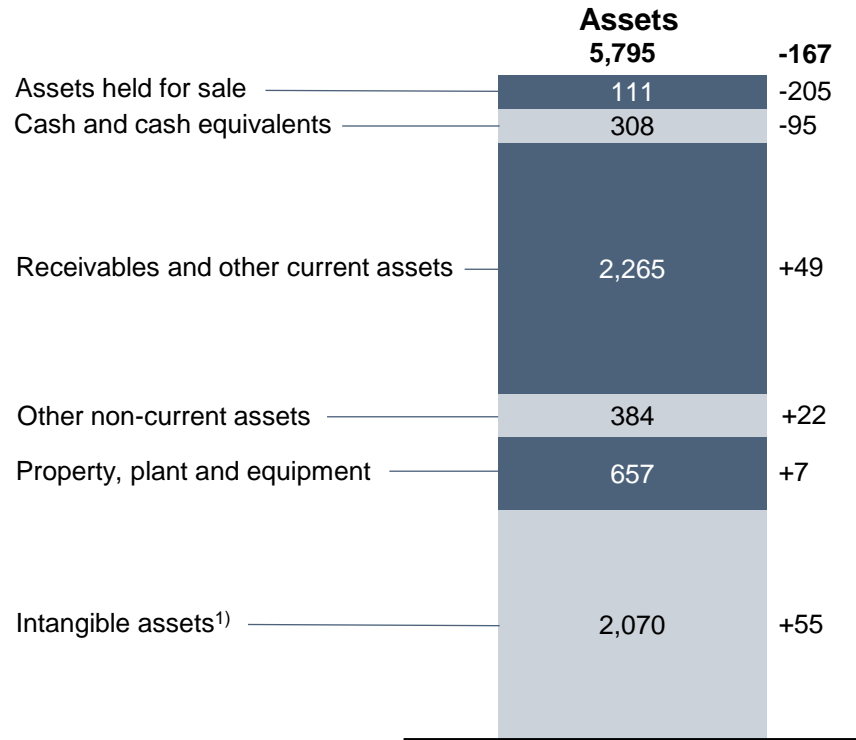 Assets
5,795 -167
Assets held for sale 111 -205
Cash and cash equivalents 308 -95
Receivables and other current assets 2,265 +49
Other non-current assets 384 +22
Property, plant and equipment 657 +7
Intangible assets1) 2,070 +55